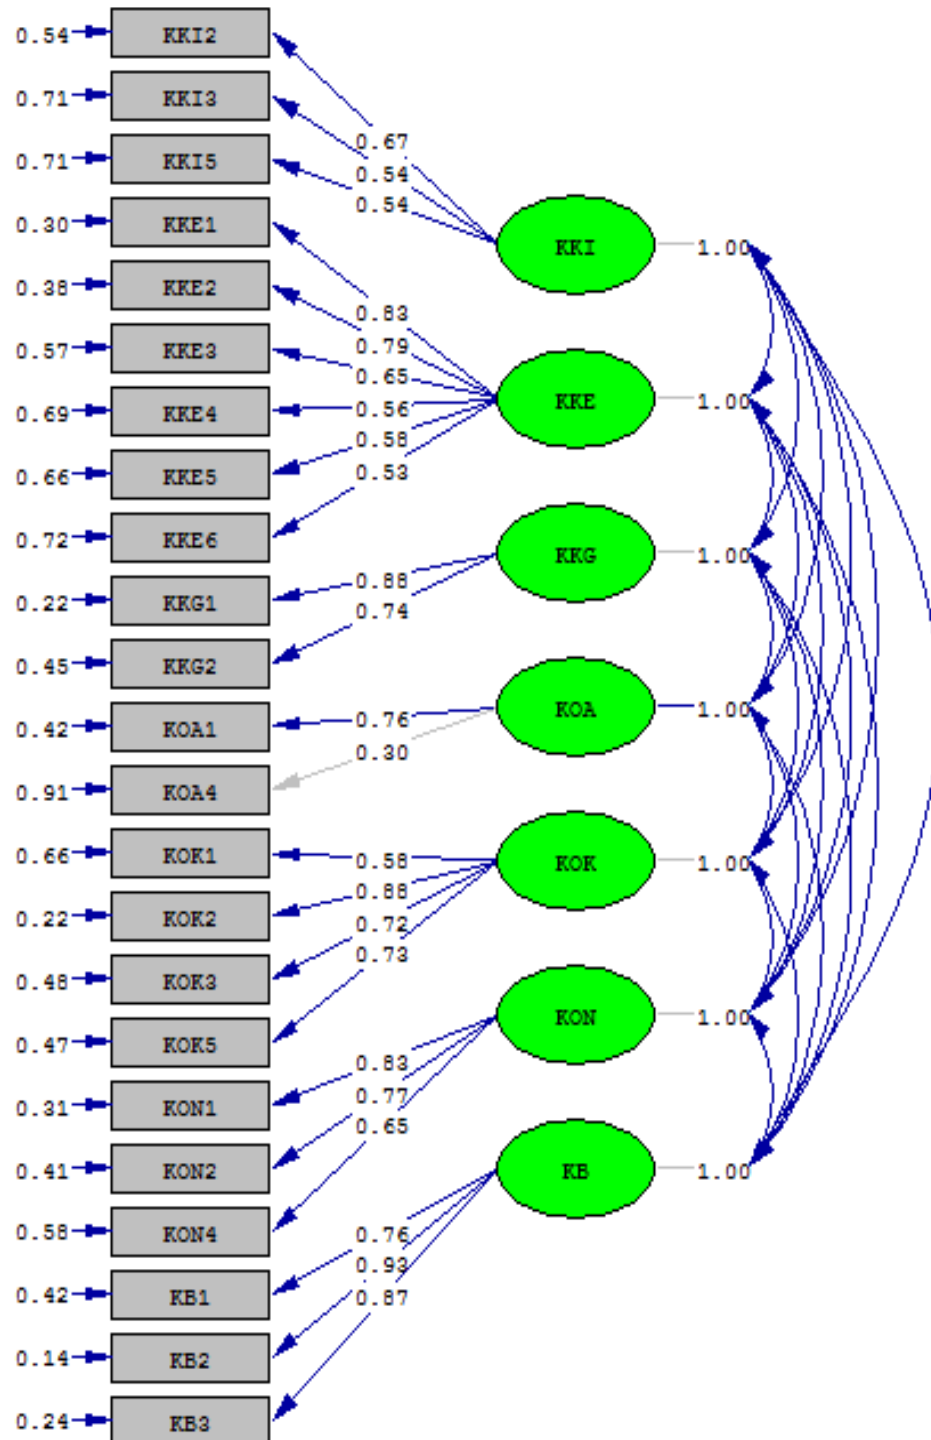 0.54 KKI2
0.71 KKI3
0.67
0.71 KKI5
0.54
0.54
0.30 KKE1
KKI 1.00
0.38 KKE2
0.83
0.57 KKE3
0.79
0.65
0.69 KKE4
0.56
KKE 1.00
0.58
0.66 KKE5
0.53
0.72 KKE6
KKG 1.00
0.22 KKG1
0.88
0.74
0.45 KKG2
0.42 KOA1
0.76
KOA 1.00
0.30
0.91 KOA4
0.66 KOK1
0.58
KOK 1.00
0.88
0.22 KOK2
0.72
0.73
0.48 KOK3
KON 1.00
0.47 KOK5
0.83
0.31 KON1
0.77
0.65
0.41 KON2
KB 1.00
0.58 KON4
0.76
0.93
0.42 KB1
0.87
0.14 KB2
0.24 KB3